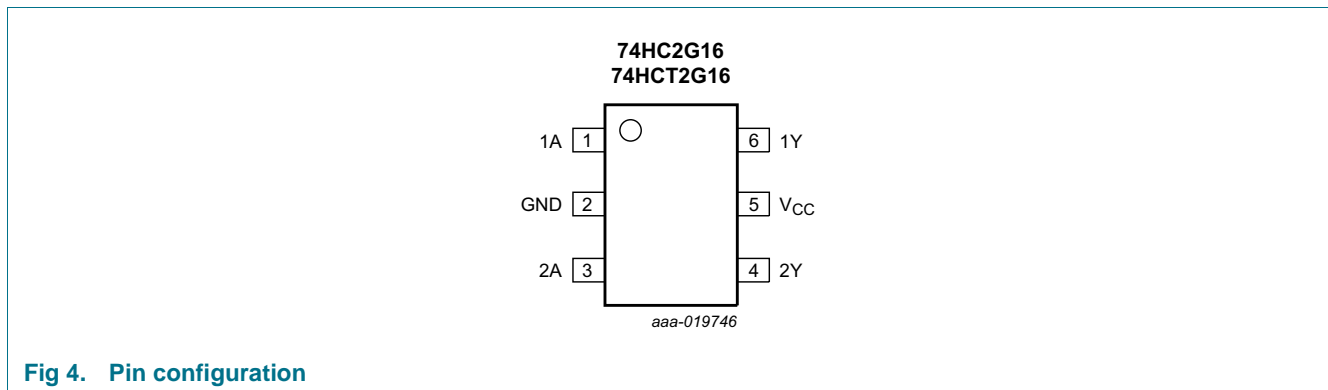 74HC2G16
74HCT2G16
1A 1 6 1Y
GND 2 5 VCC
2A 3 4 2Y
aaa-019746
Fig 4. Pin configuration